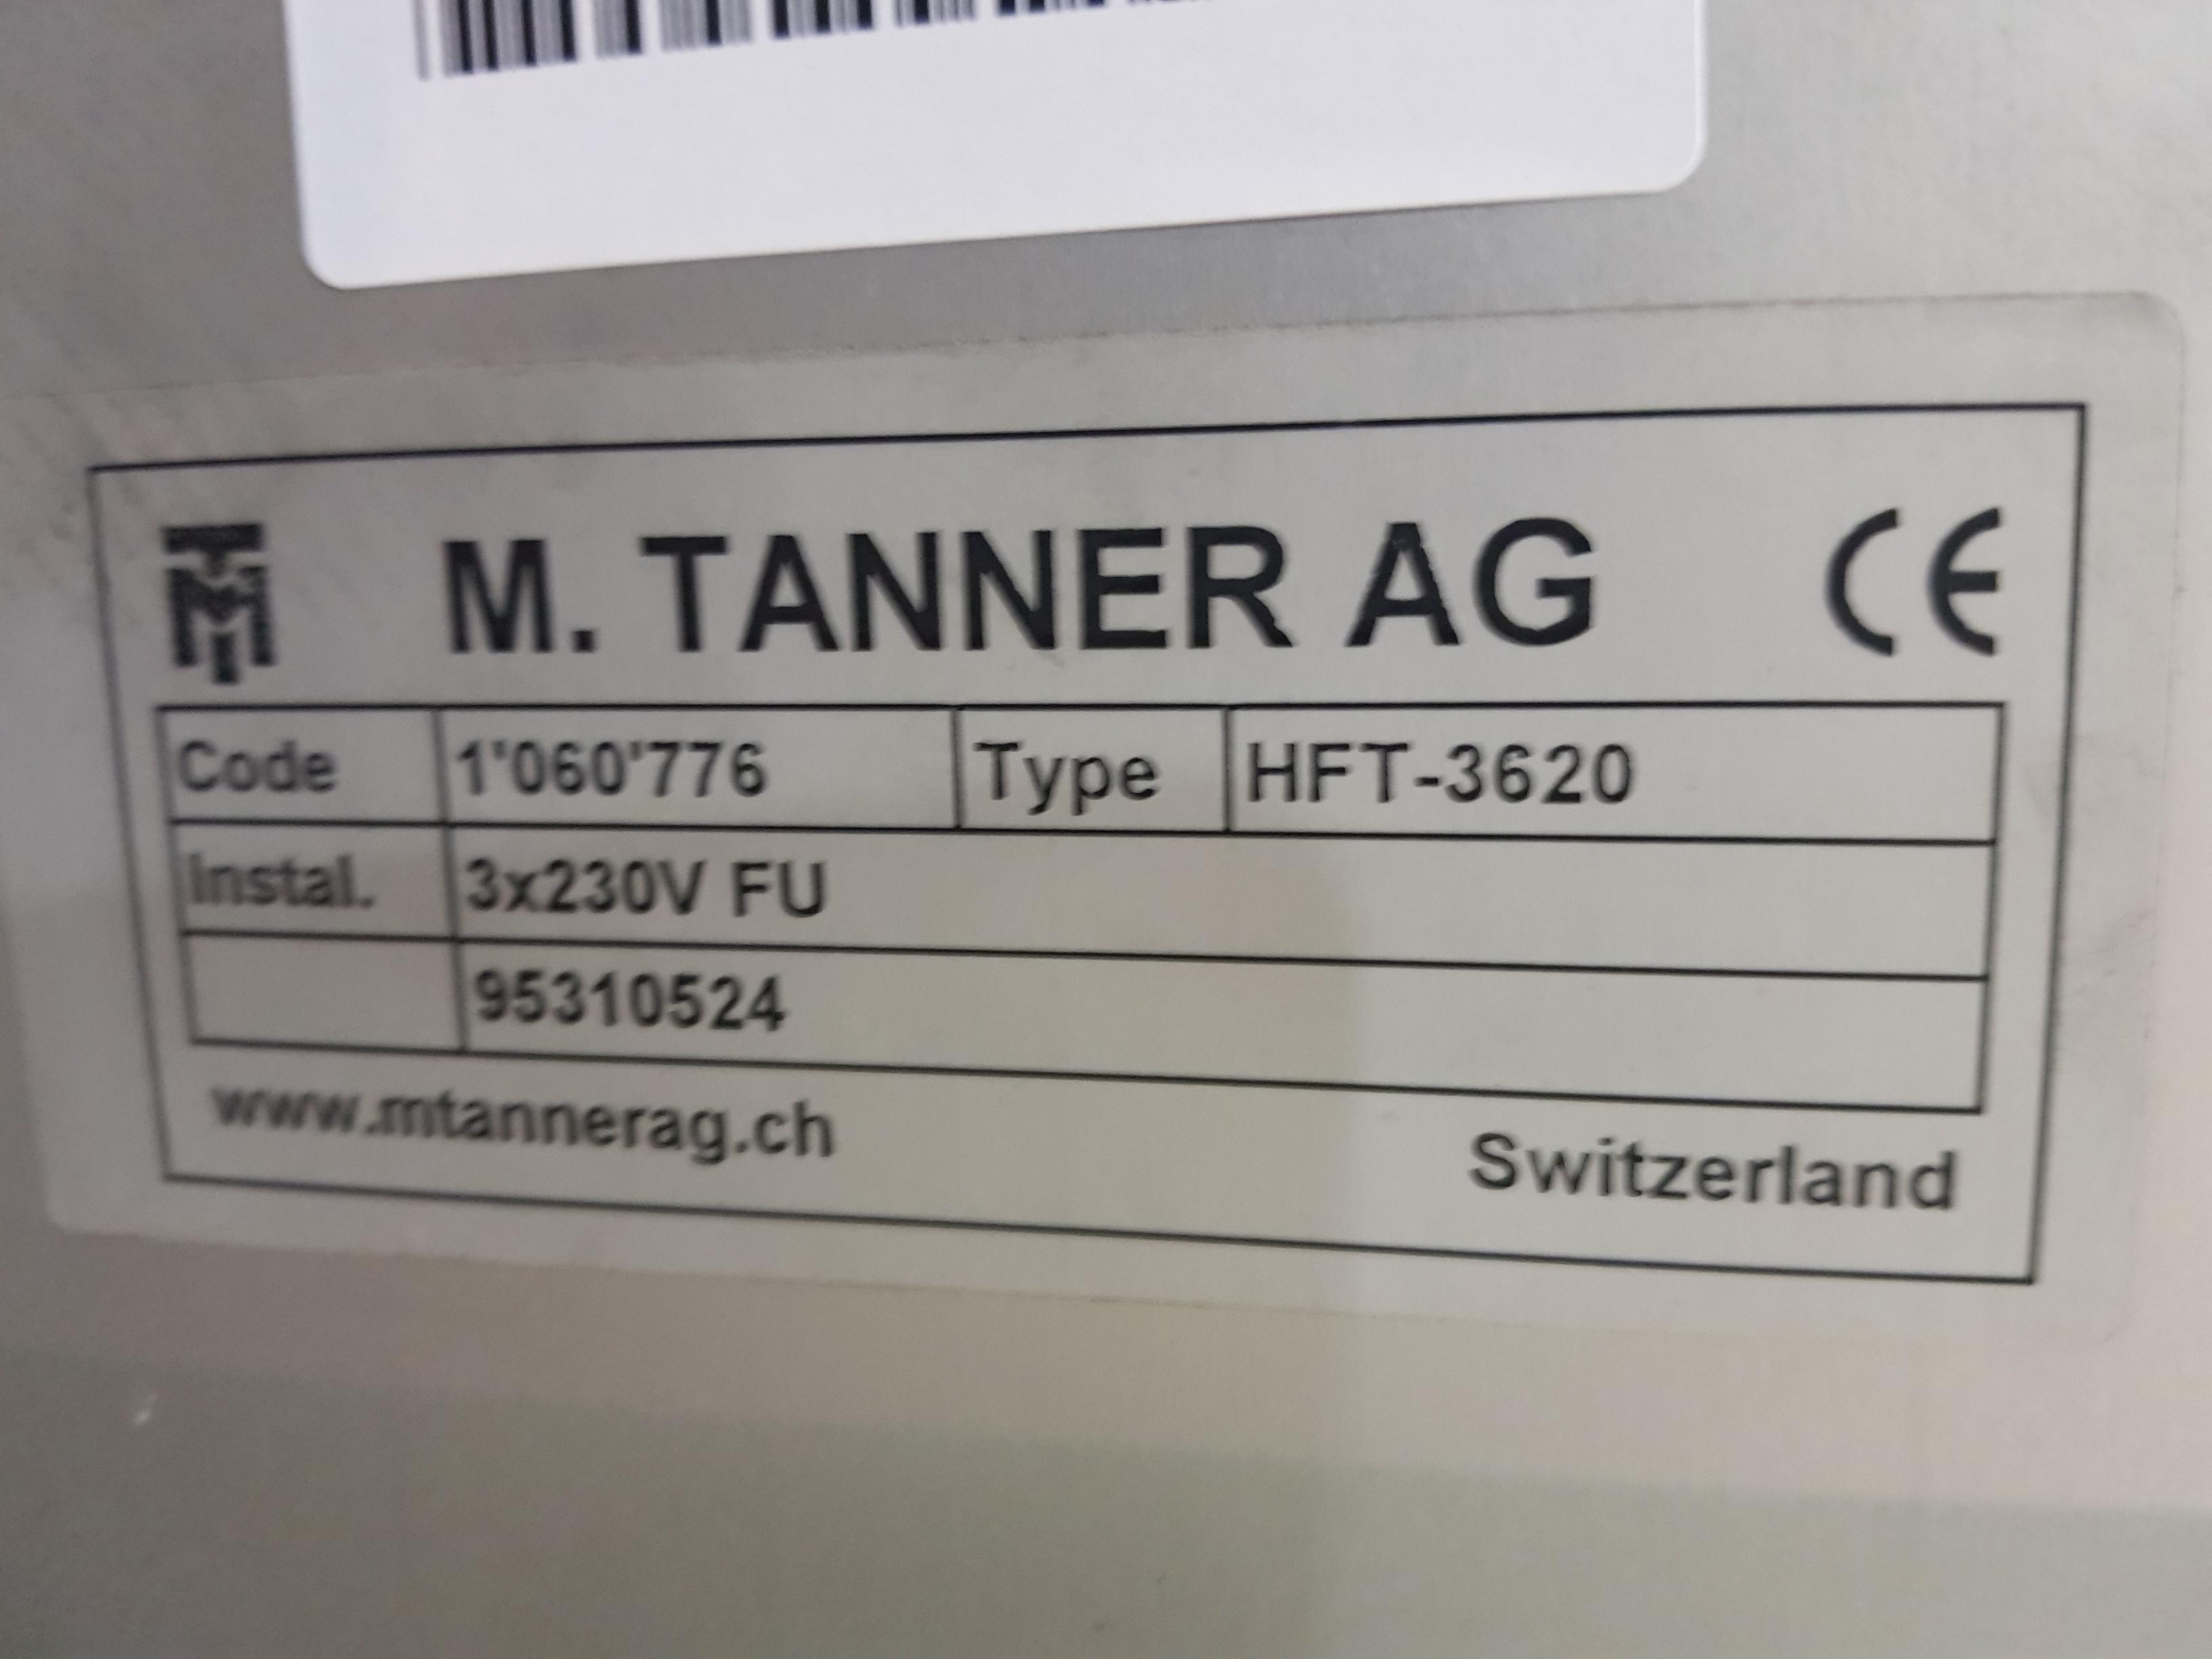 M. TANNER AG CE
Code 1'060'776 Type HFT-3620
Instal. 3x230V FU
95310524
www.mtannerag.ch
Switzerland